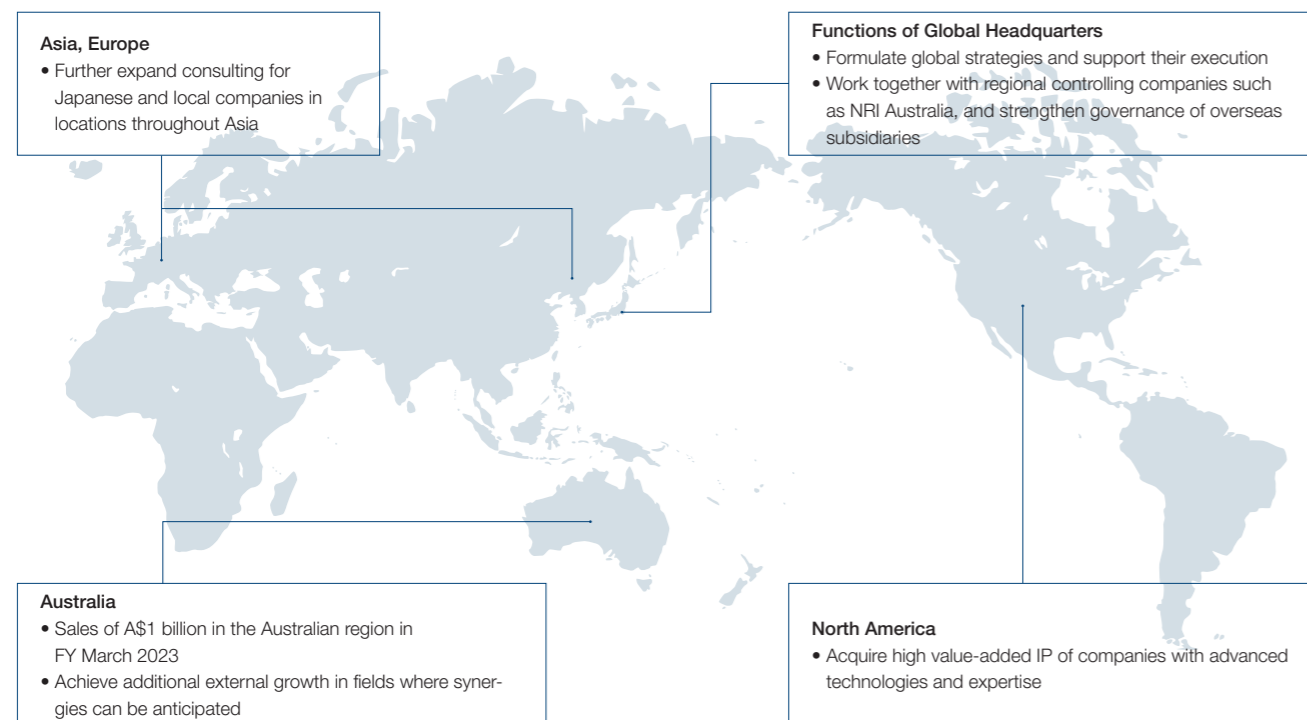 Asia, Europe
• Further expand consulting for
Japanese and local companies in
locations throughout Asia
Functions of Global Headquarters
• Formulate global strategies and support their execution
• Work together with regional controlling companies such
as NRI Australia, and strengthen governance of overseas
subsidiaries
Australia
• Sales of A$1 billion in the Australian region in
FY March 2023
• Achieve additional external growth in fields where syner-
gies can be anticipated
North America
• Acquire high value-added IP of companies with advanced
technologies and expertise